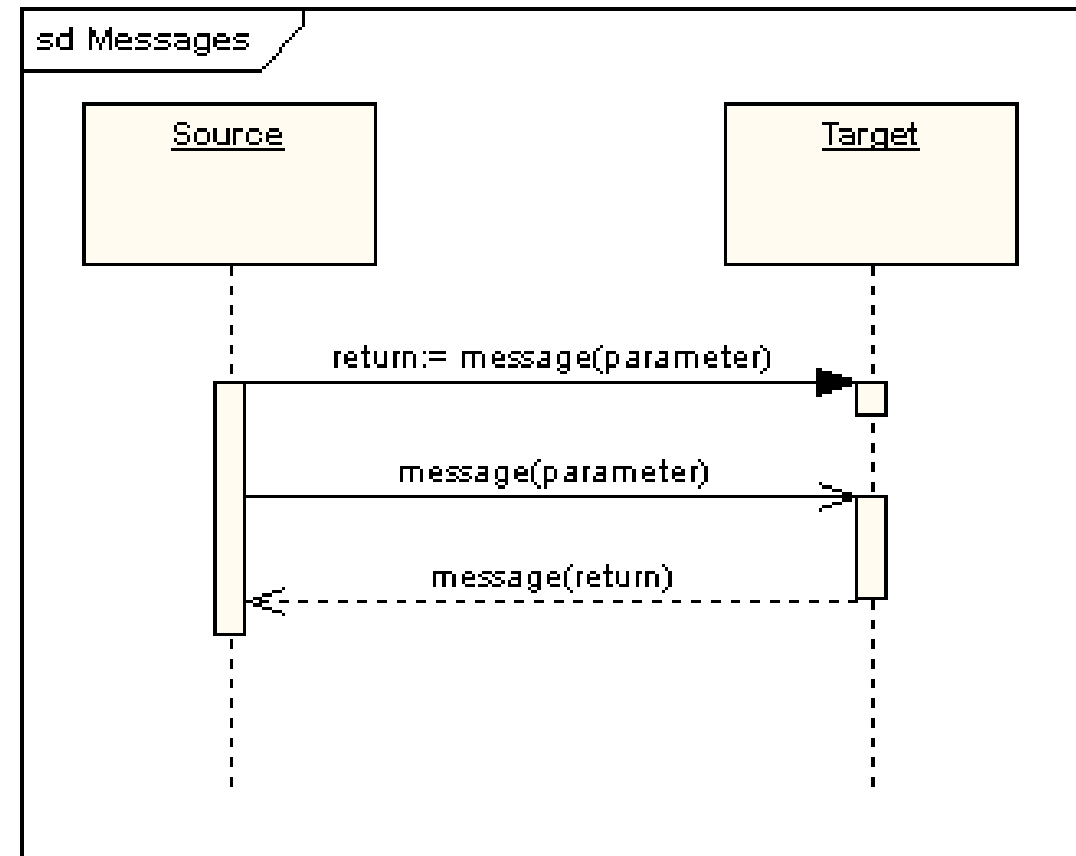 sd Messages
Source
Target
return:= message(parameter)
message(parameter)
message(return)